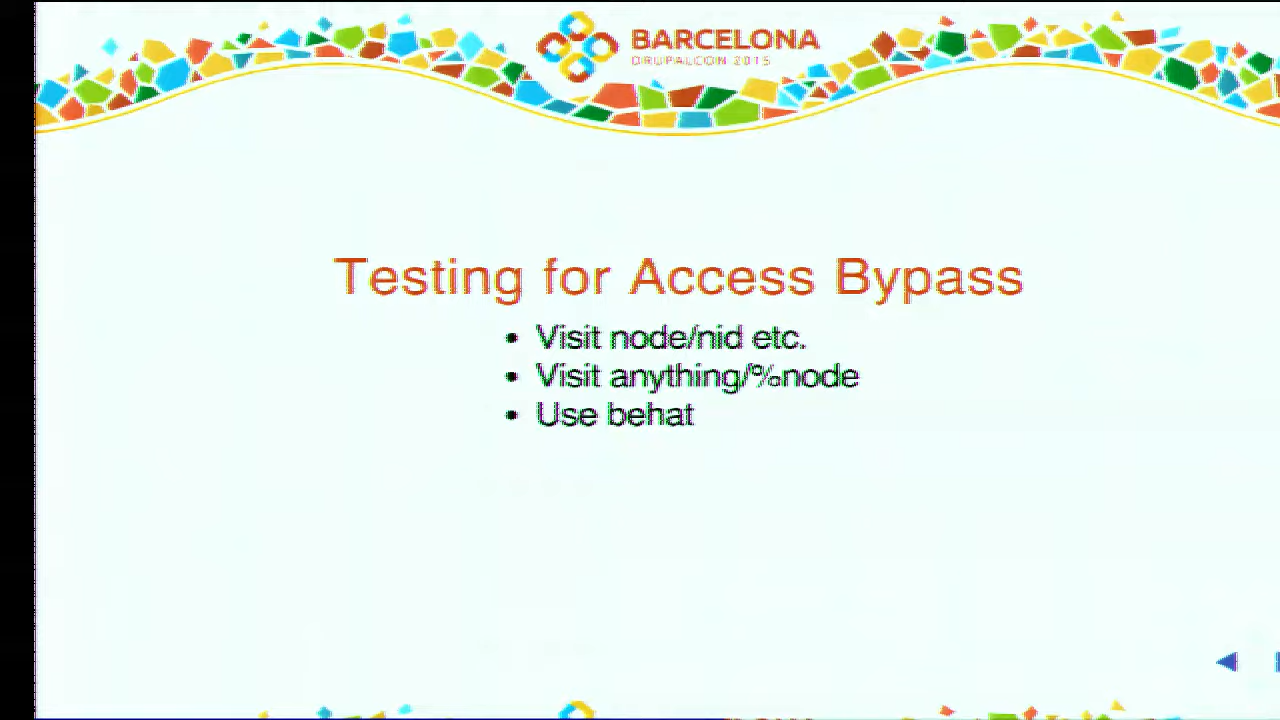 BARCELONA
DRUPALCON 2015
Testing for Access Bypass
• Visit node/nid etc.
• Visit anything/%node
• Use behat